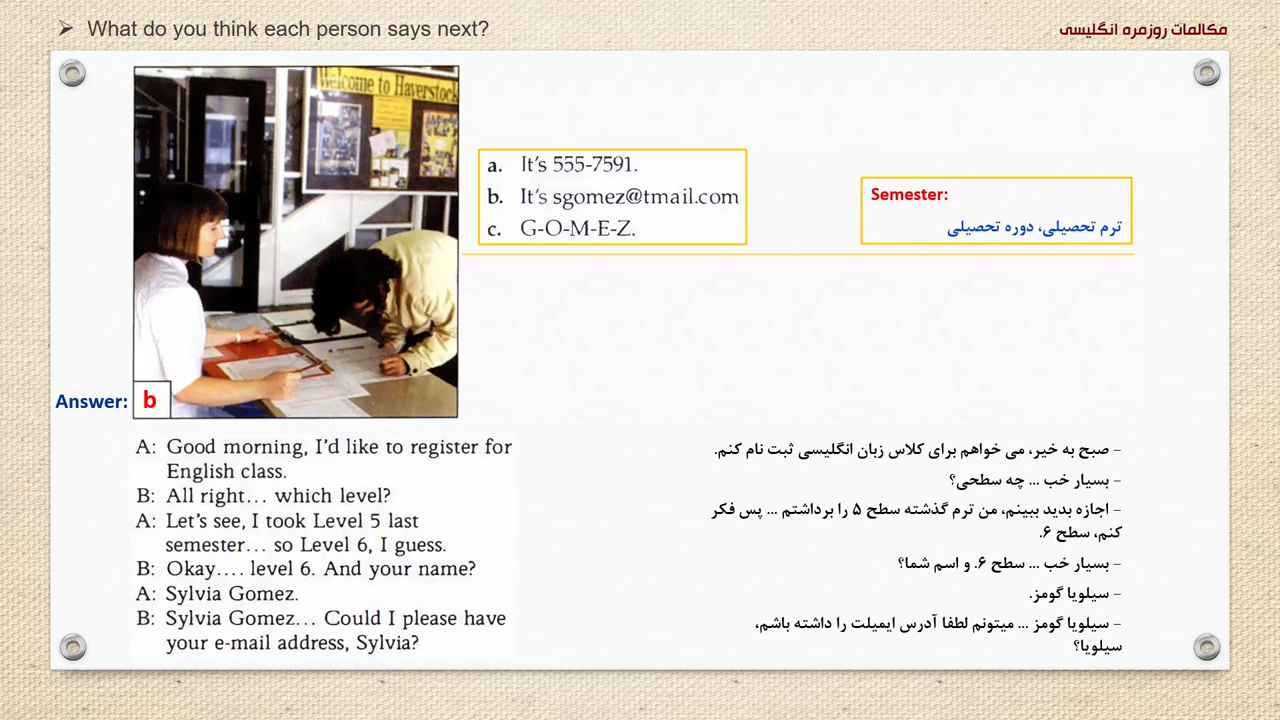 ➢ What do you think each person says next?
مکالمات روزمره انگلیسی
Welcome to Haverstock
a. It's 555-7591.
b. It's sgomez@tmail.com
c. G-O-M-E-Z.
Semester:
ترم تحصیلی، دوره تحصیلی
Answer: b
A: Good morning, I'd like to register for
English class.
B: All right... which level?
A: Let's see, I took Level 5 last
semester... so Level 6, I guess.
B: Okay.... level 6. And your name?
A: Sylvia Gomez.
B: Sylvia Gomez... Could I please have
your e-mail address, Sylvia?
– صبح به خیر، می خواهم برای کلاس زبان انگلیسی ثبت نام کنم.
– بسیار خب ... چه سطحی؟
– اجازه بدید ببینم، من ترم گذشته سطح ۵ را برداشتم ... پس فکر
کنم، سطح ۶.
– بسیار خب ... سطح ۶. و اسم شما؟
– سیلویا گومز.
– سیلویا گومز ... میتونم لطفا آدرس ایمیلت را داشته باشم،
سیلویا؟